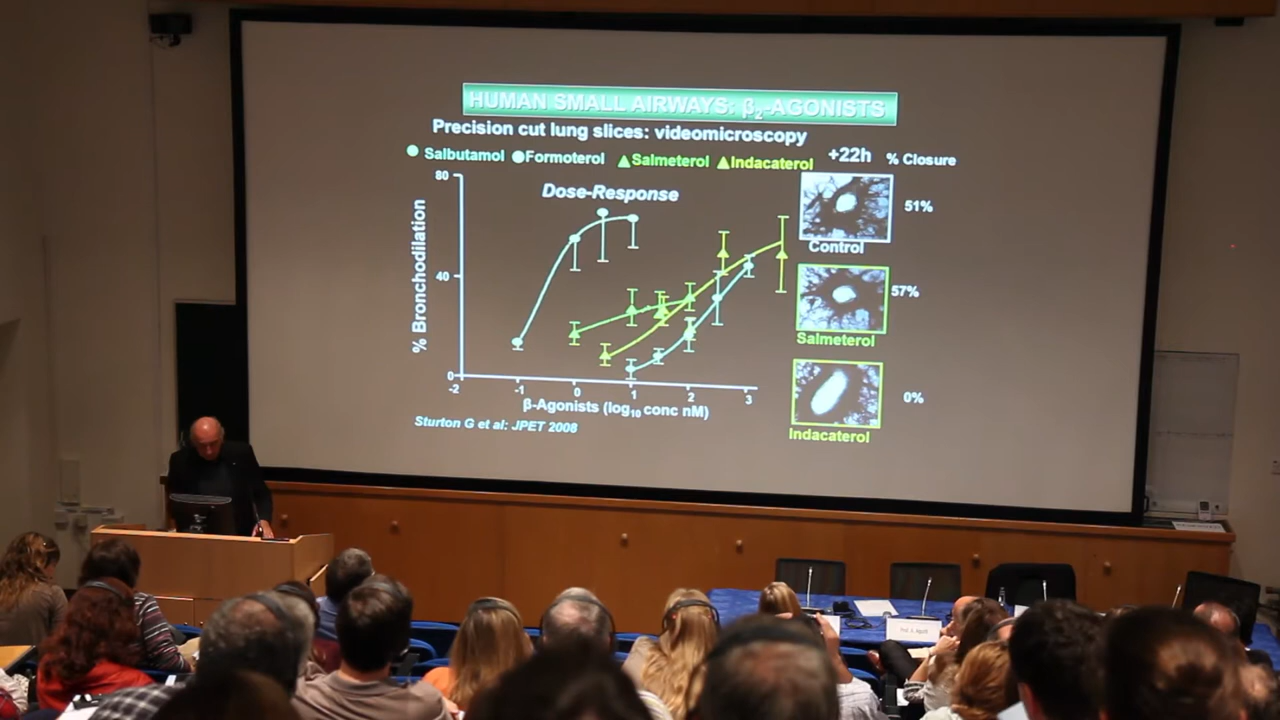 HUMAN SMALL AIRWAYS: β2-AGONISTS
Precision cut lung slices: videomicroscopy
Salbutamol Formoterol Salmeterol Indacaterol +22h % Closure
80
Dose-Response
51%
Control
% Bronchodilation
40
57%
Salmeterol
0
-2 -1 0 1 2 3
β-Agonists (log10 conc nM)
0%
Sturton G et al: JPET 2008
Indacaterol